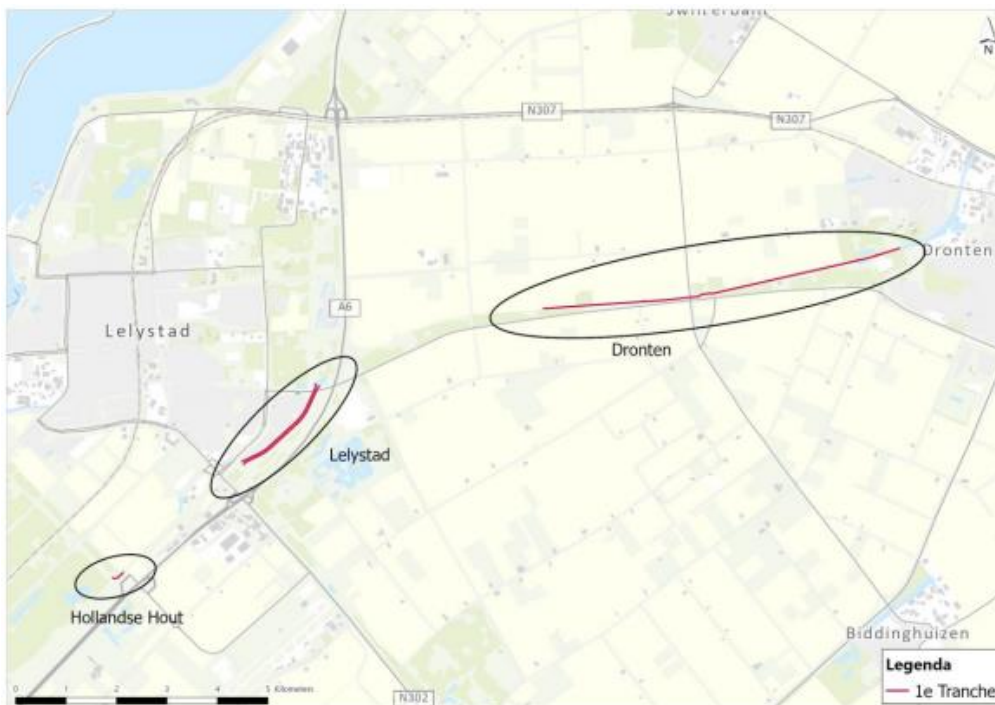 Swifterbant
N
N307
N307
Dronten
A6
Dronten
Lelystad
Lelystad
Hollandse Hout
Biddinghuizen
Legenda
1e Tranche
0 1 2 3 4 5 Kilometers
N302